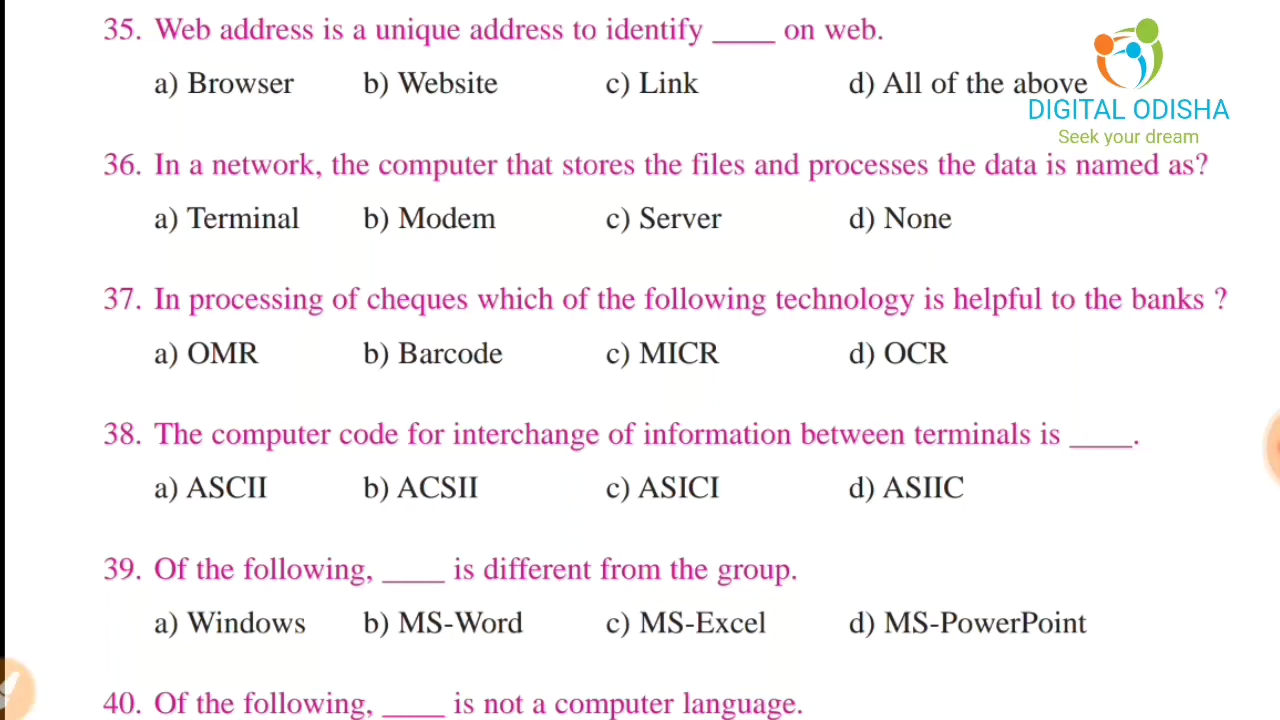 35. Web address is a unique address to identify ____ on web.
a) Browser b) Website c) Link d) All of the above
DIGITAL ODISHA
Seek your dream
36. In a network, the computer that stores the files and processes the data is named as?
a) Terminal b) Modem c) Server d) None
37. In processing of cheques which of the following technology is helpful to the banks ?
a) OMR b) Barcode c) MICR d) OCR
38. The computer code for interchange of information between terminals is ____.
a) ASCII b) ACSII c) ASICI d) ASIIC
39. Of the following, ____ is different from the group.
a) Windows b) MS-Word c) MS-Excel d) MS-PowerPoint
40. Of the following, ____ is not a computer language.